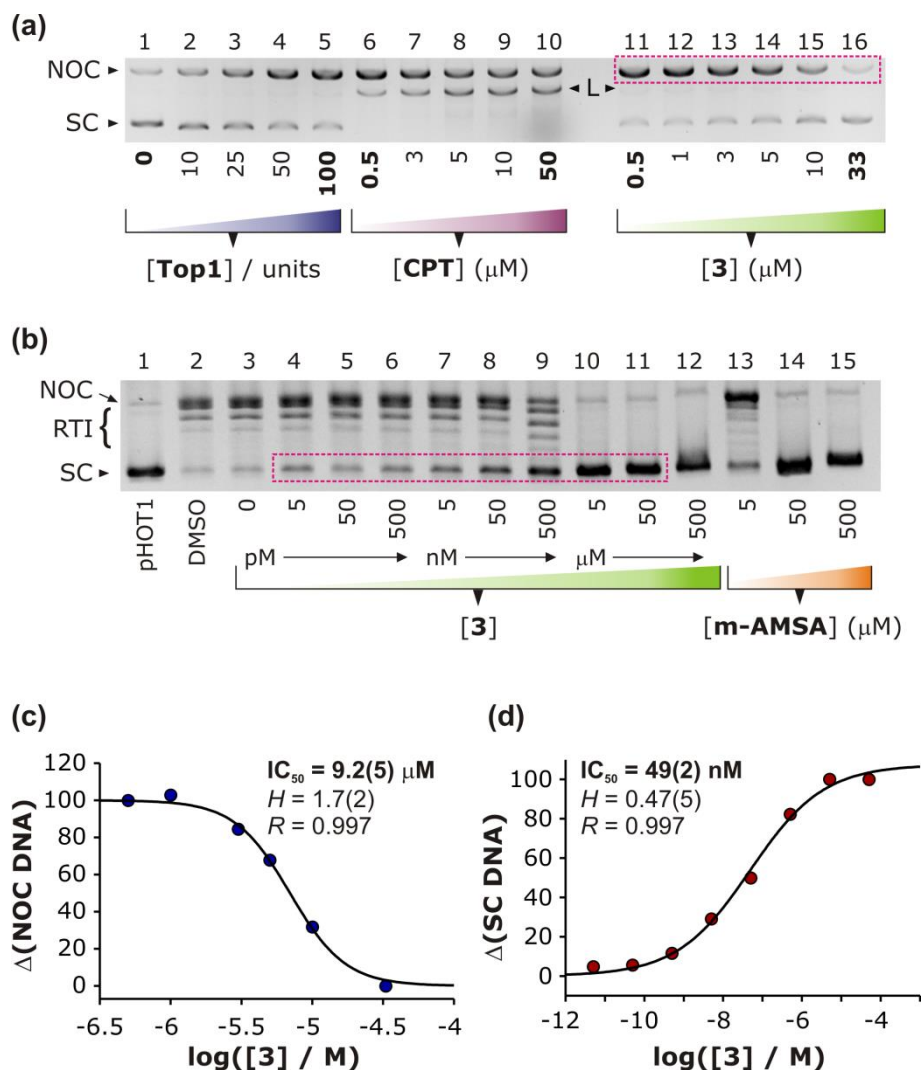 (a)
1 2 3 4 5 6 7 8 9 10 11 12 13 14 15 16
NOC
L
SC
0 10 25 50 100 0.5 3 5 10 50 0.5 1 3 5 10 33
[Top1] / units [CPT] (μM) [3] (μM)
(b)
1 2 3 4 5 6 7 8 9 10 11 12 13 14 15
NOC
RTI
SC
pHOT1 DMSO 0 5 50 500 5 50 500 5 50 500 5 50 500
pM nM μM
[3] [m-AMSA] (μM)
(c)
IC50 = 9.2(5) μM
H = 1.7(2)
R = 0.997
Δ(NOC DNA)
120
100
80
60
40
20
0
-6.5 -6 -5.5 -5 -4.5 -4
log([3] / M)
(d)
IC50 = 49(2) nM
H = 0.47(5)
R = 0.997
Δ(SC DNA)
100
80
60
40
20
0
-12 -10 -8 -6 -4
log([3] / M)